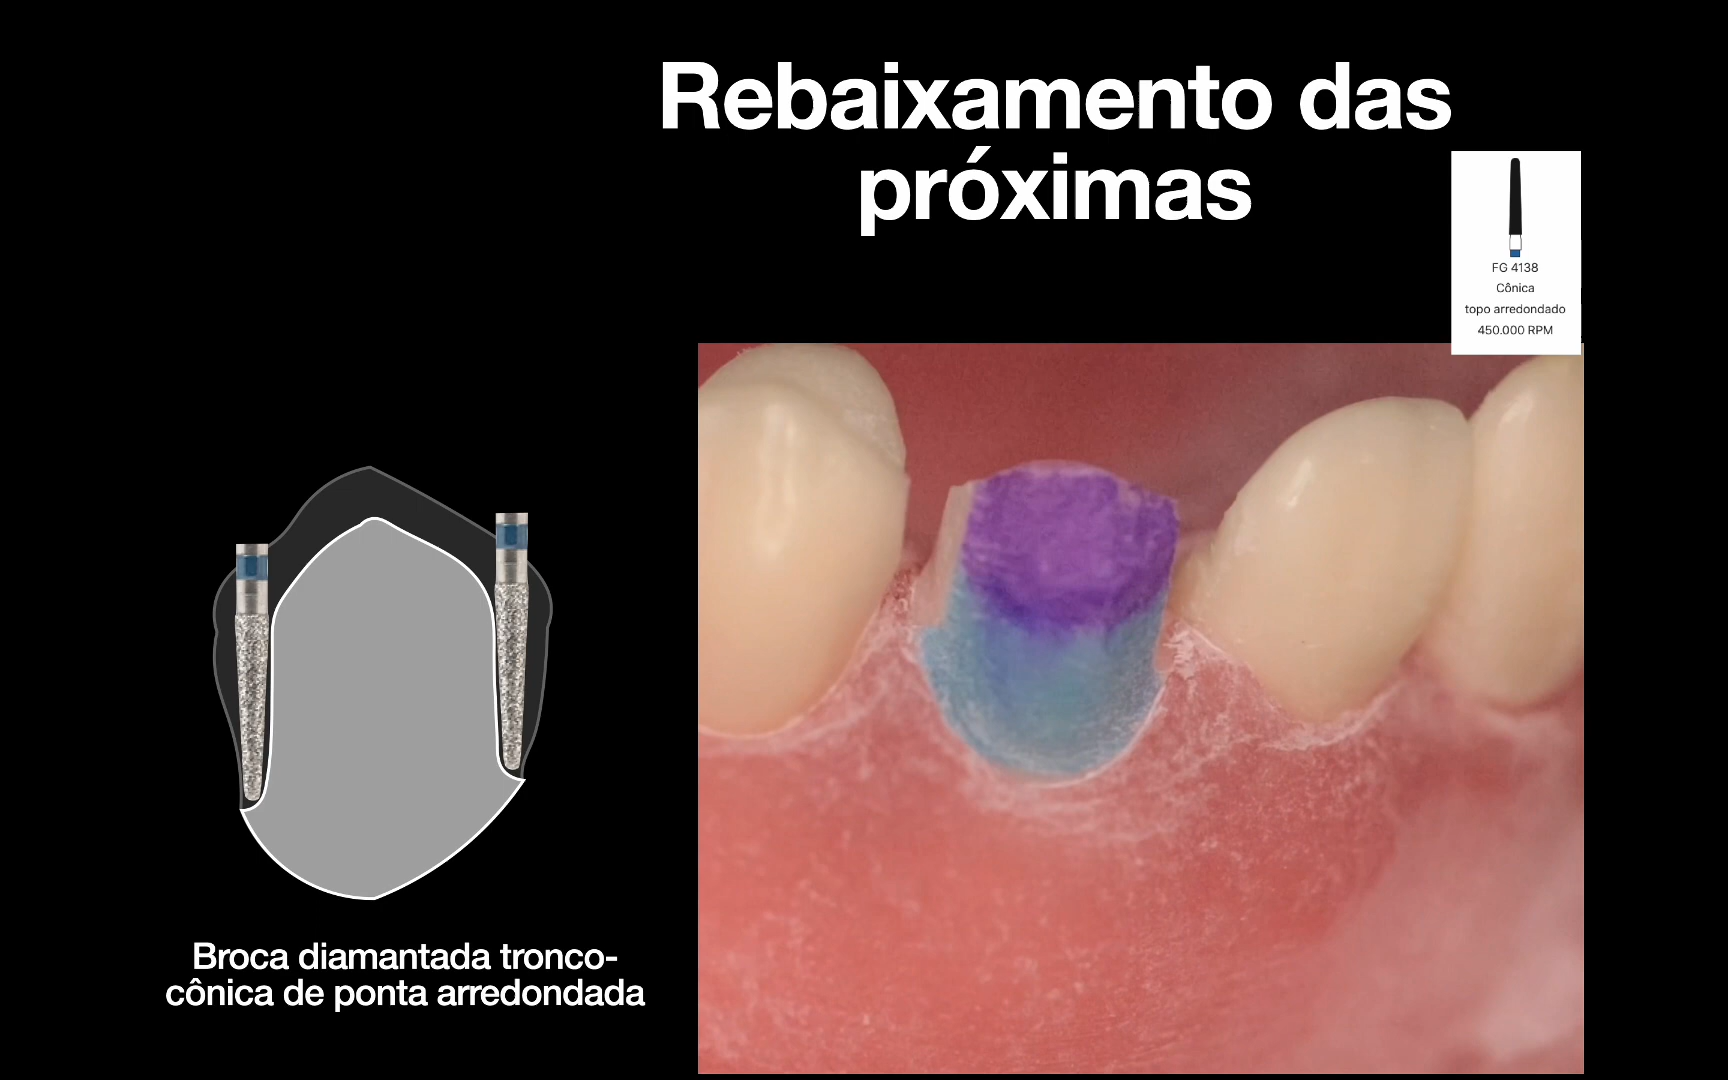 Rebaixamento das
próximas
FG 4138
Cônica
topo arredondado
450.000 RPM
Broca diamantada tronco-
cônica de ponta arredondada